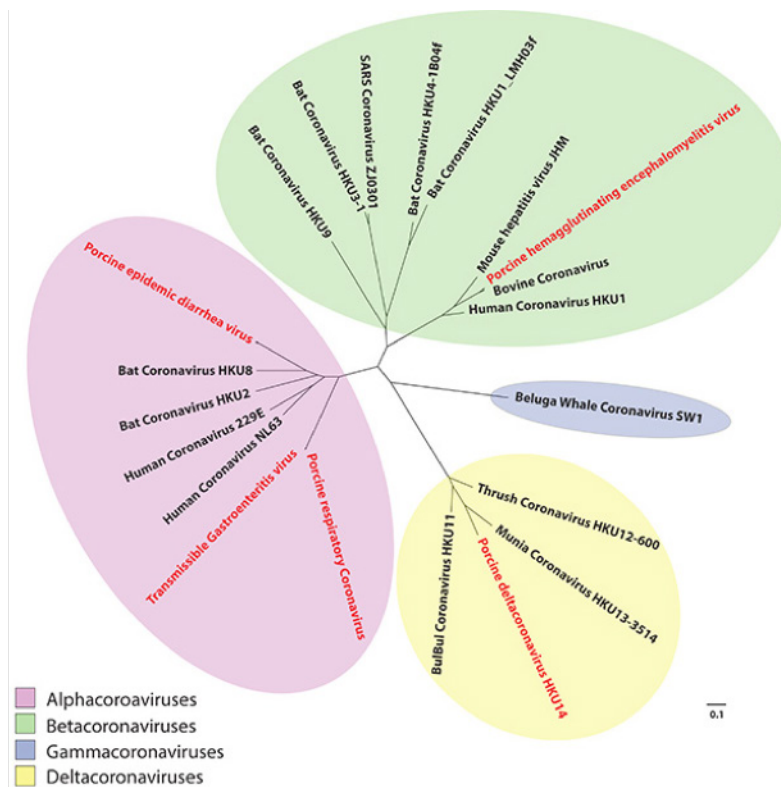 Bat Coronavirus HKU9
Bat Coronavirus HKU3-1
SARS Coronavirus ZJ0301
Bat Coronavirus HKU4-1B04f
Bat Coronavirus HKU1_LMH03f
Mouse hepatitis virus JHM
Porcine hemagglutinating encephalomyelitis virus
Bovine Coronavirus
Human Coronavirus HKU1
Porcine epidemic diarrhea virus
Bat Coronavirus HKU8
Bat Coronavirus HKU2
Human Coronavirus 229E
Human Coronavirus NL63
Transmissible Gastroenteritis virus
Porcine respiratory Coronavirus
Beluga Whale Coronavirus SW1
Thrush Coronavirus HKU12-600
Munia Coronavirus HKU13-3514
Porcine deltacoronavirus HKU14
BulBul Coronavirus HKU11
0.1
Alphacoroaviruses
Betacoronaviruses
Gammacoronaviruses
Deltacoronaviruses